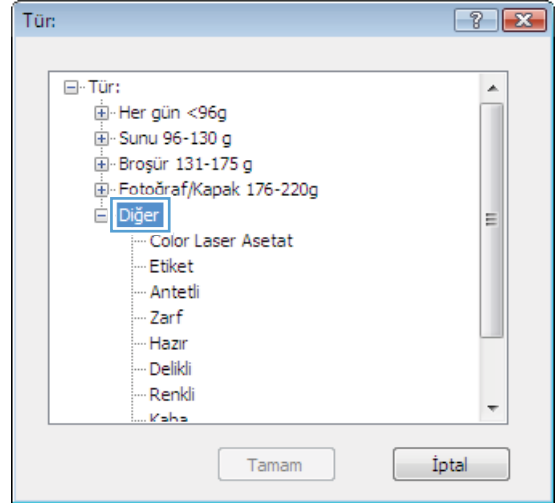 Tür:
Tür:
Her gün <96g
Sunu 96-130 g
Broşür 131-175 g
Fotoğraf/Kapak 176-220g
Diğer
Color Laser Asetat
Etiket
Antetli
Zarf
Hazır
Delikli
Renkli
Kaba
Tamam
İptal